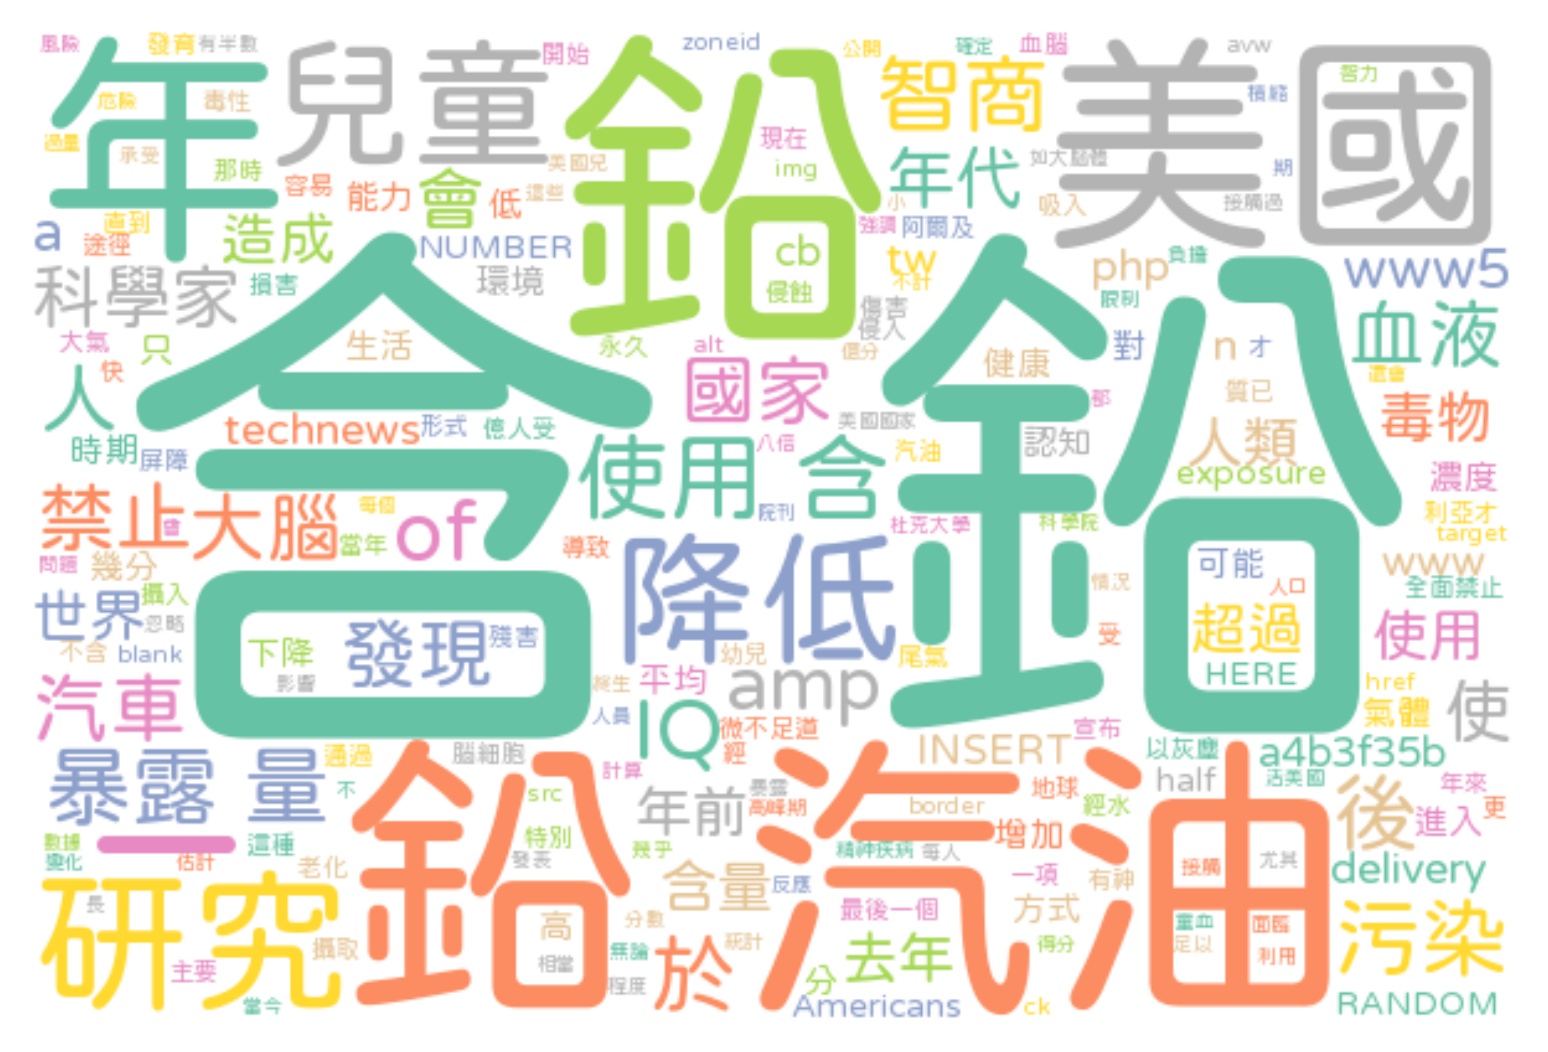 風險
發育
有半數
開始
zoneid
公開
確定
血腦
avw
年
兒童
鉛
智商
美
國
智力
積鉛
危險
毒性
過量
承受
那時
容易
能力
會
低
美國兒
這些
現在
img
年代
小
如大腦體
吸入
接觸過
期
a
直到
途徑
造成
NUMBER
環境
cb
侵蝕
強調
阿爾及
tw
不計
php
負擔
限制
www5
科學家
損害
傷害
侵入
大氣
快
只
生活
永久
alt
還分
健康
對
n
才
血液
還會
質已
人
國家
technews
形式
億人受
美國國家
都
毒物
時期
屏障
使用
八倍
含
汽油
認知
人類
exposure
濃度
含鉛
禁止
會
大腦
每個
當年
of
導致
院刊
杜克大學
科學院
利亞才
target
問題
幾分
攝入
降低
可能
人口
情況
www
全面禁止
世界
忽略
不含
blank
下降
發現
殘害
影響
幼兒
尾氣
受
超過
HERE
使用
汽車
終生
平均
amp
人員
IQ
微不足道
經
宣布
href
氣體
使
暴露
量
通過
不
腦細胞
計算
INSERT
以灰塵
a4b3f35b
half
活美國
年來
鉛
src
年前
暴露
高峰期
border
地球
經水
汽油
後
進入
更
數據
變化
一
估計
這種
老化
特別
發表
幾乎
增加
精神疾病
每人
接觸
尤其
delivery
研究
長
含量
反應
一項
有神
攝取
高
相當
分數
無論
程度
最後一個
方式
得分
童血
面臨
足以
利用
污染
主要
當今
於
統計
分
去年
Americans
ck
RANDOM